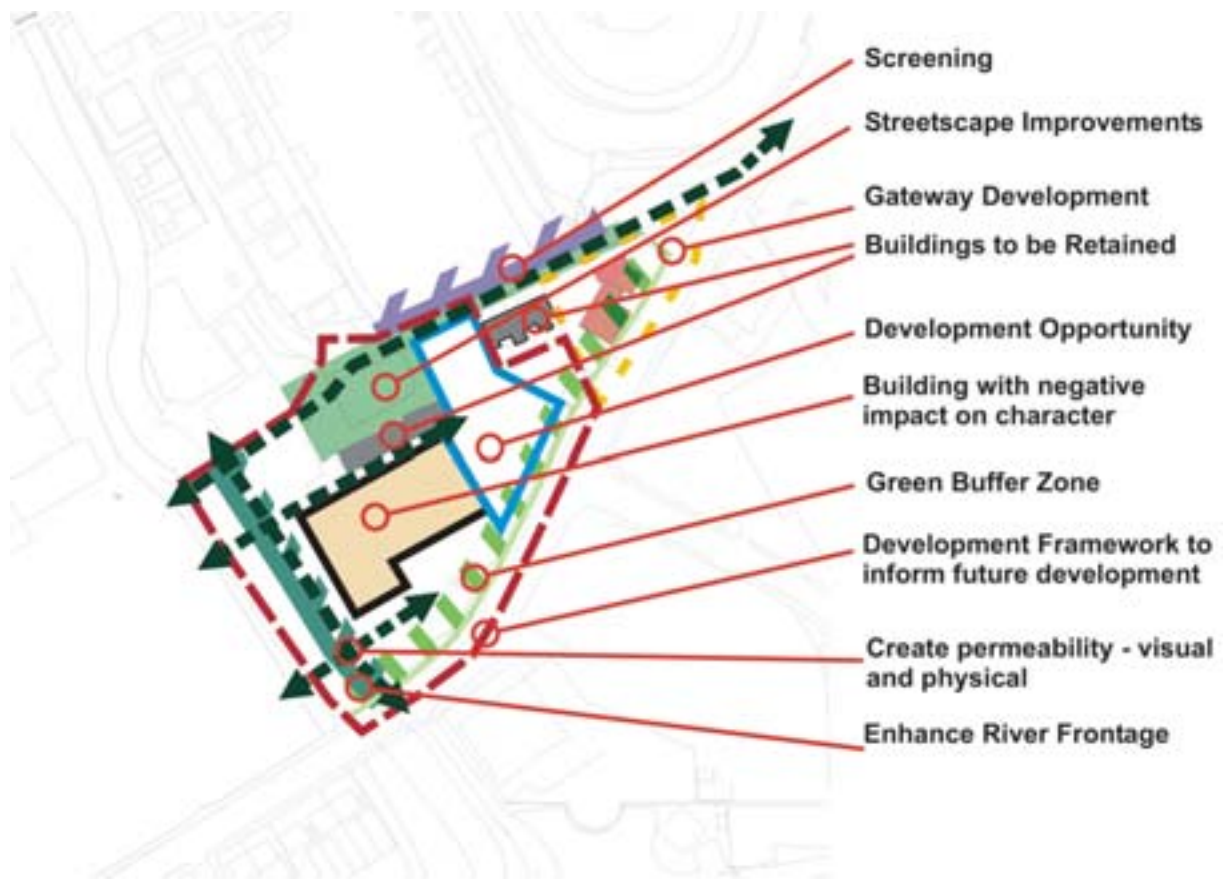 Screening
Streetscape Improvements
Gateway Development
Buildings to be Retained
Development Opportunity
Building with negative
impact on character
Green Buffer Zone
Development Framework to
inform future development
Create permeability - visual
and physical
Enhance River Frontage